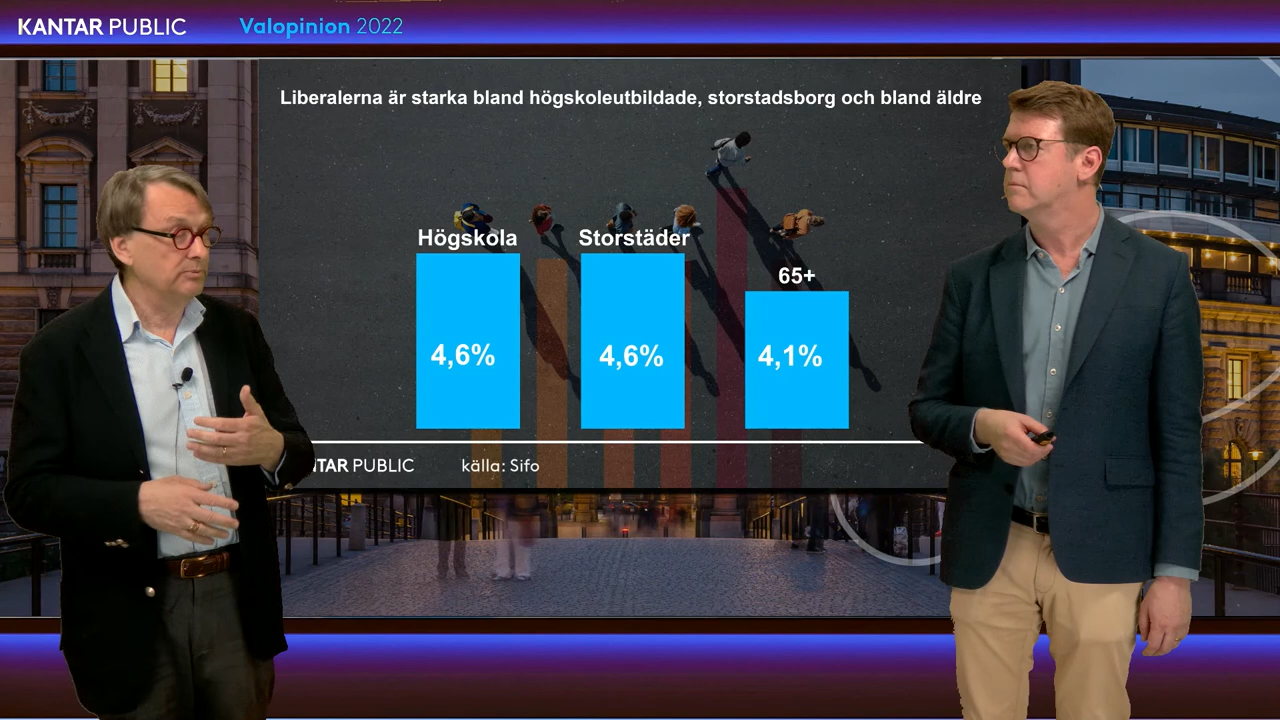 KANTAR PUBLIC
Valopinion 2022
Liberalerna är starka bland högskoleutbildade, storstadsborg och bland äldre
Högskola
Storstäder
65+
4,6%
4,6%
4,1%
NTAR PUBLIC
källa: Sifo